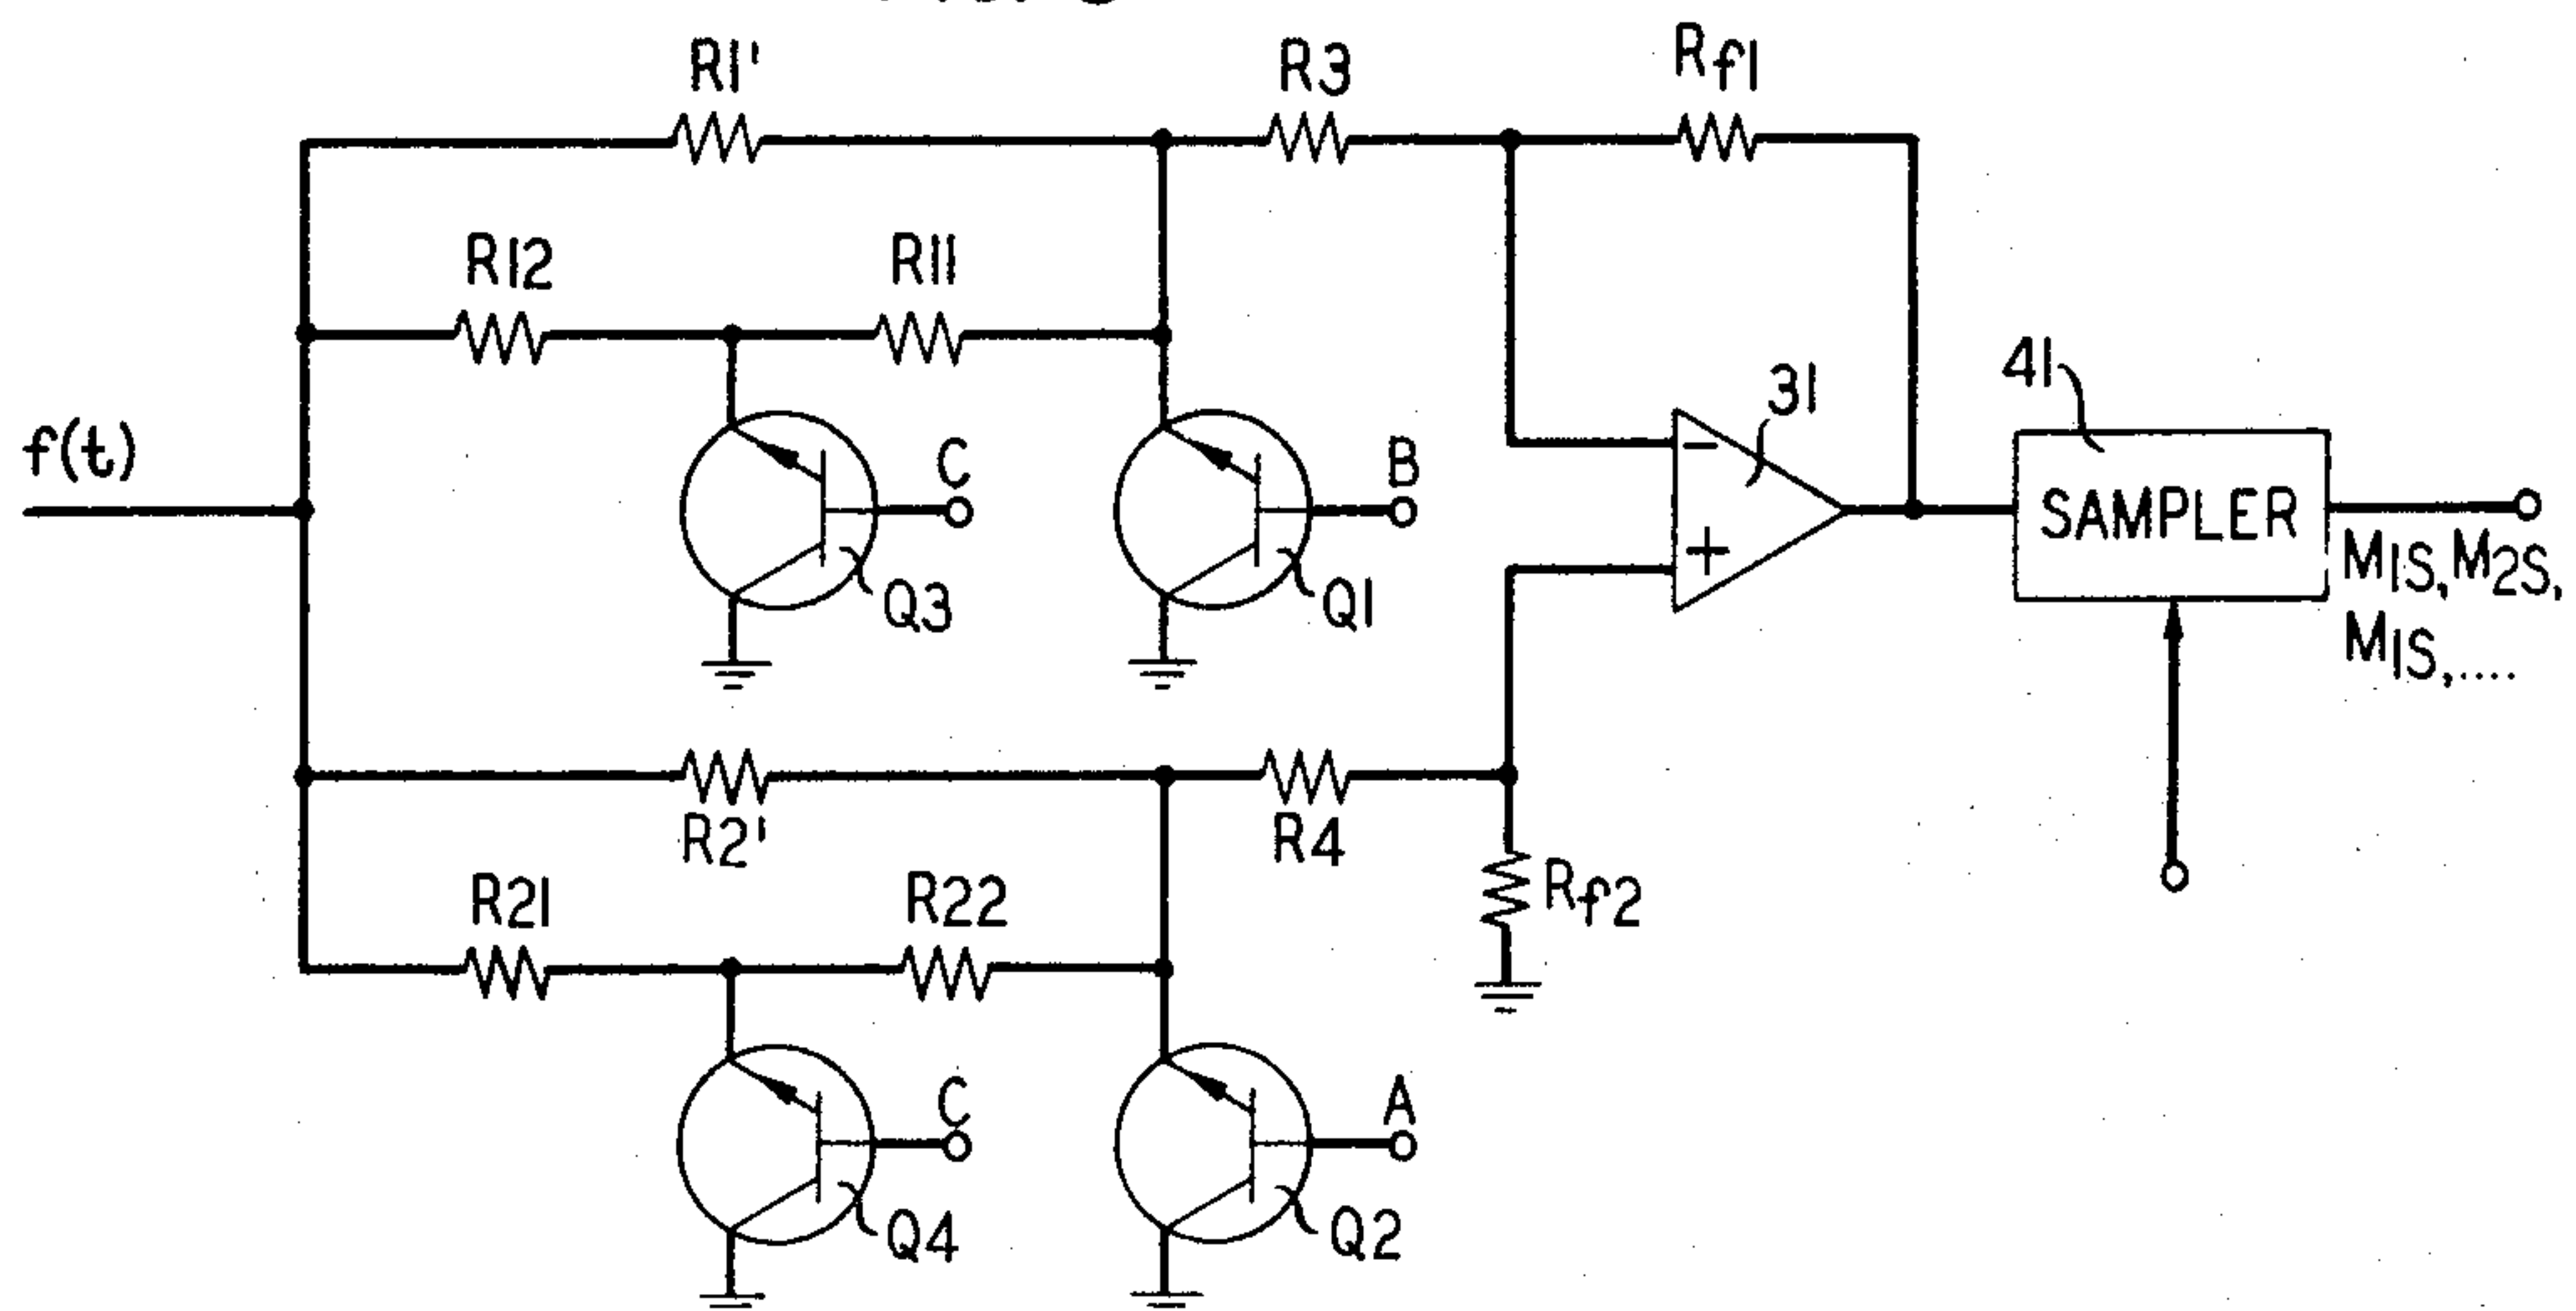 R1' R3 Rf1
R12 R11
f(t) C B 31 41
- +
SAMPLER
Q3 Q1
M1S, M2S,
M1S,....
R2' R4
R21 R22 Rf2
C A
Q4 Q2